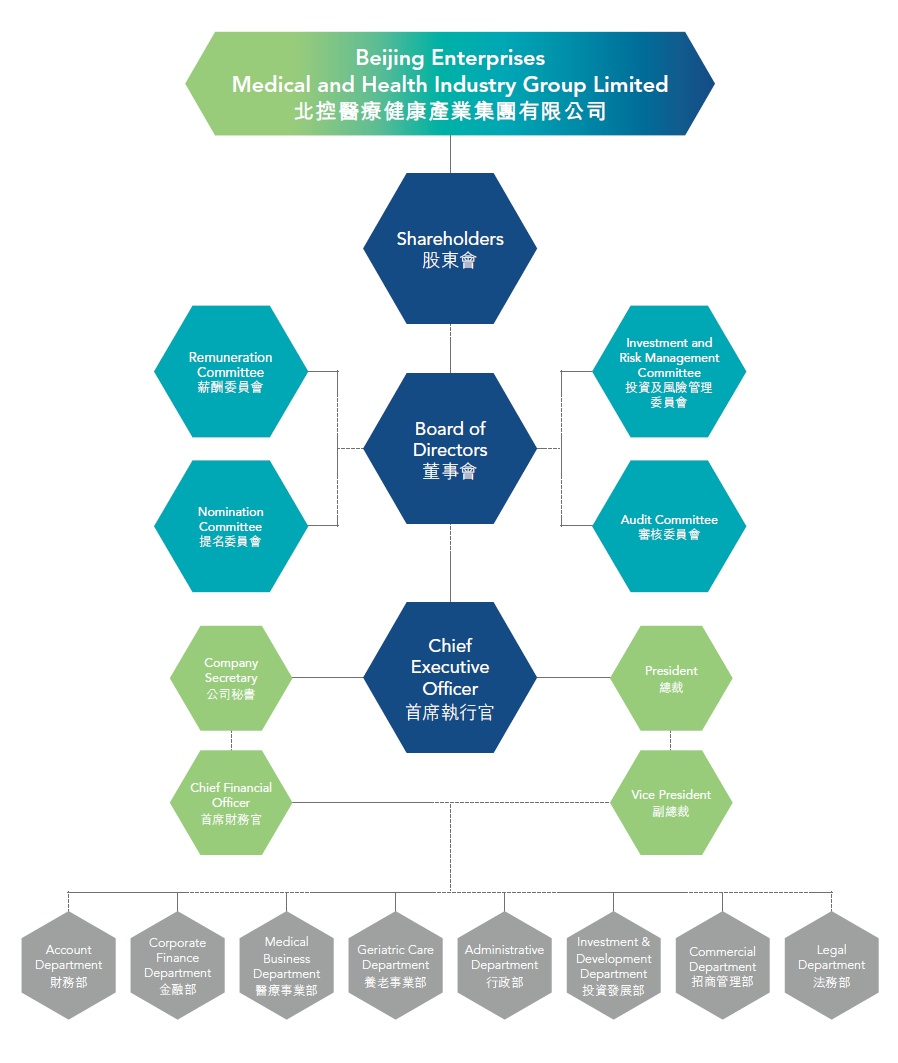 Beijing Enterprises
Medical and Health Industry Group Limited
北控醫療健康產業集團有限公司
Shareholders
股東會
Remuneration
Committee
薪酬委員會
Investment and
Risk Management
Committee
投資及風險管理
委員會
Board of
Directors
董事會
Nomination
Committee
提名委員會
Audit Committee
審核委員會
Chief
Executive
Officer
首席執行官
Company
Secretary
公司秘書
President
總裁
Chief Financial
Officer
首席財務官
Vice President
副總裁
Account
Department
財務部
Corporate
Finance
Department
金融部
Medical
Business
Department
醫療事業部
Geriatric Care
Department
養老事業部
Administrative
Department
行政部
Investment &
Development
Department
投資發展部
Commercial
Department
招商管理部
Legal
Department
法務部